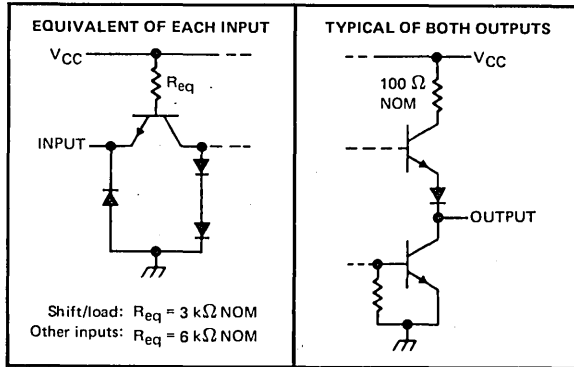 EQUIVALENT OF EACH INPUT
VCC
Req
INPUT
Shift/load: Req = 3 kΩ NOM
Other inputs: Req = 6 kΩ NOM
TYPICAL OF BOTH OUTPUTS
VCC
100 Ω
NOM
OUTPUT